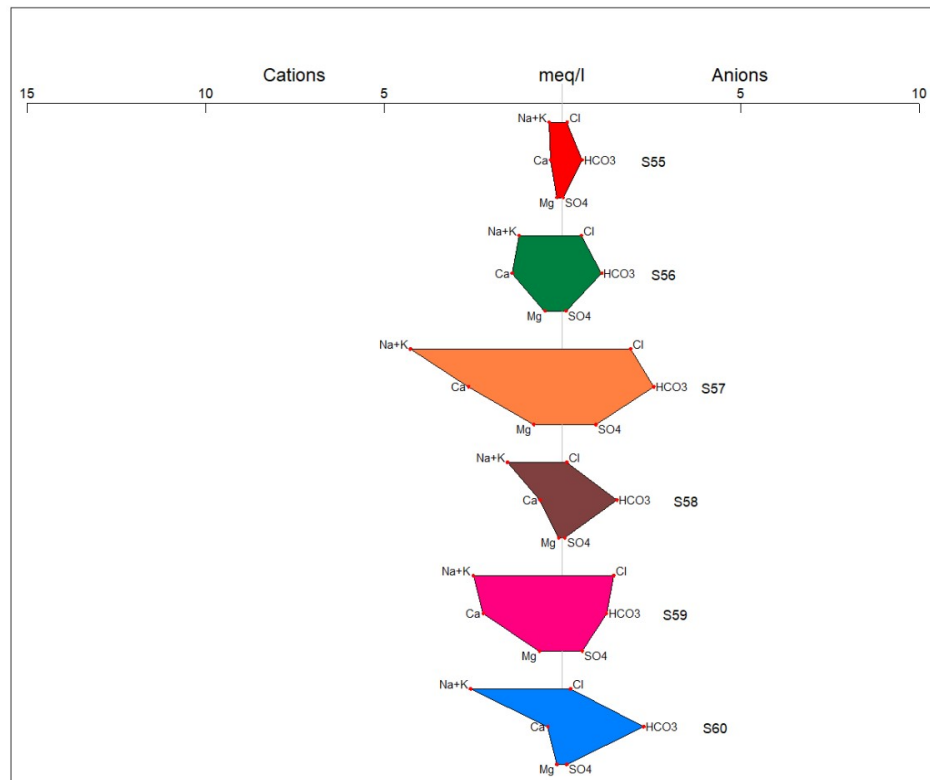 Cations meq/l Anions
15 10 5 5 10
Na+K Cl
Ca HCO3 S55
Mg SO4
Na+K Cl
Ca HCO3 S56
Mg SO4
Na+K Cl
Ca HCO3 S57
Mg SO4
Na+K Cl
Ca HCO3 S58
Mg SO4
Na+K Cl
Ca HCO3 S59
Mg SO4
Na+K Cl
Ca HCO3 S60
Mg SO4